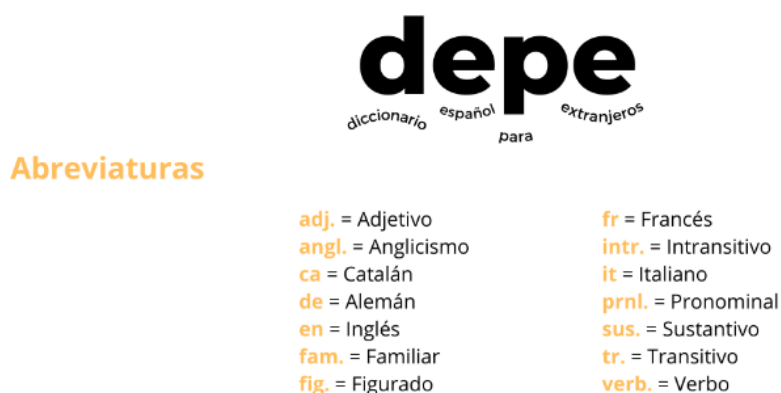 depe
diccionario español para extranjeros
Abreviaturas
adj. = Adjetivo
angl. = Anglicismo
ca = Catalán
de = Alemán
en = Inglés
fam. = Familiar
fig. = Figurado
fr = Francés
intr. = Intransitivo
it = Italiano
prnl. = Pronominal
sus. = Sustantivo
tr. = Transitivo
verb. = Verbo